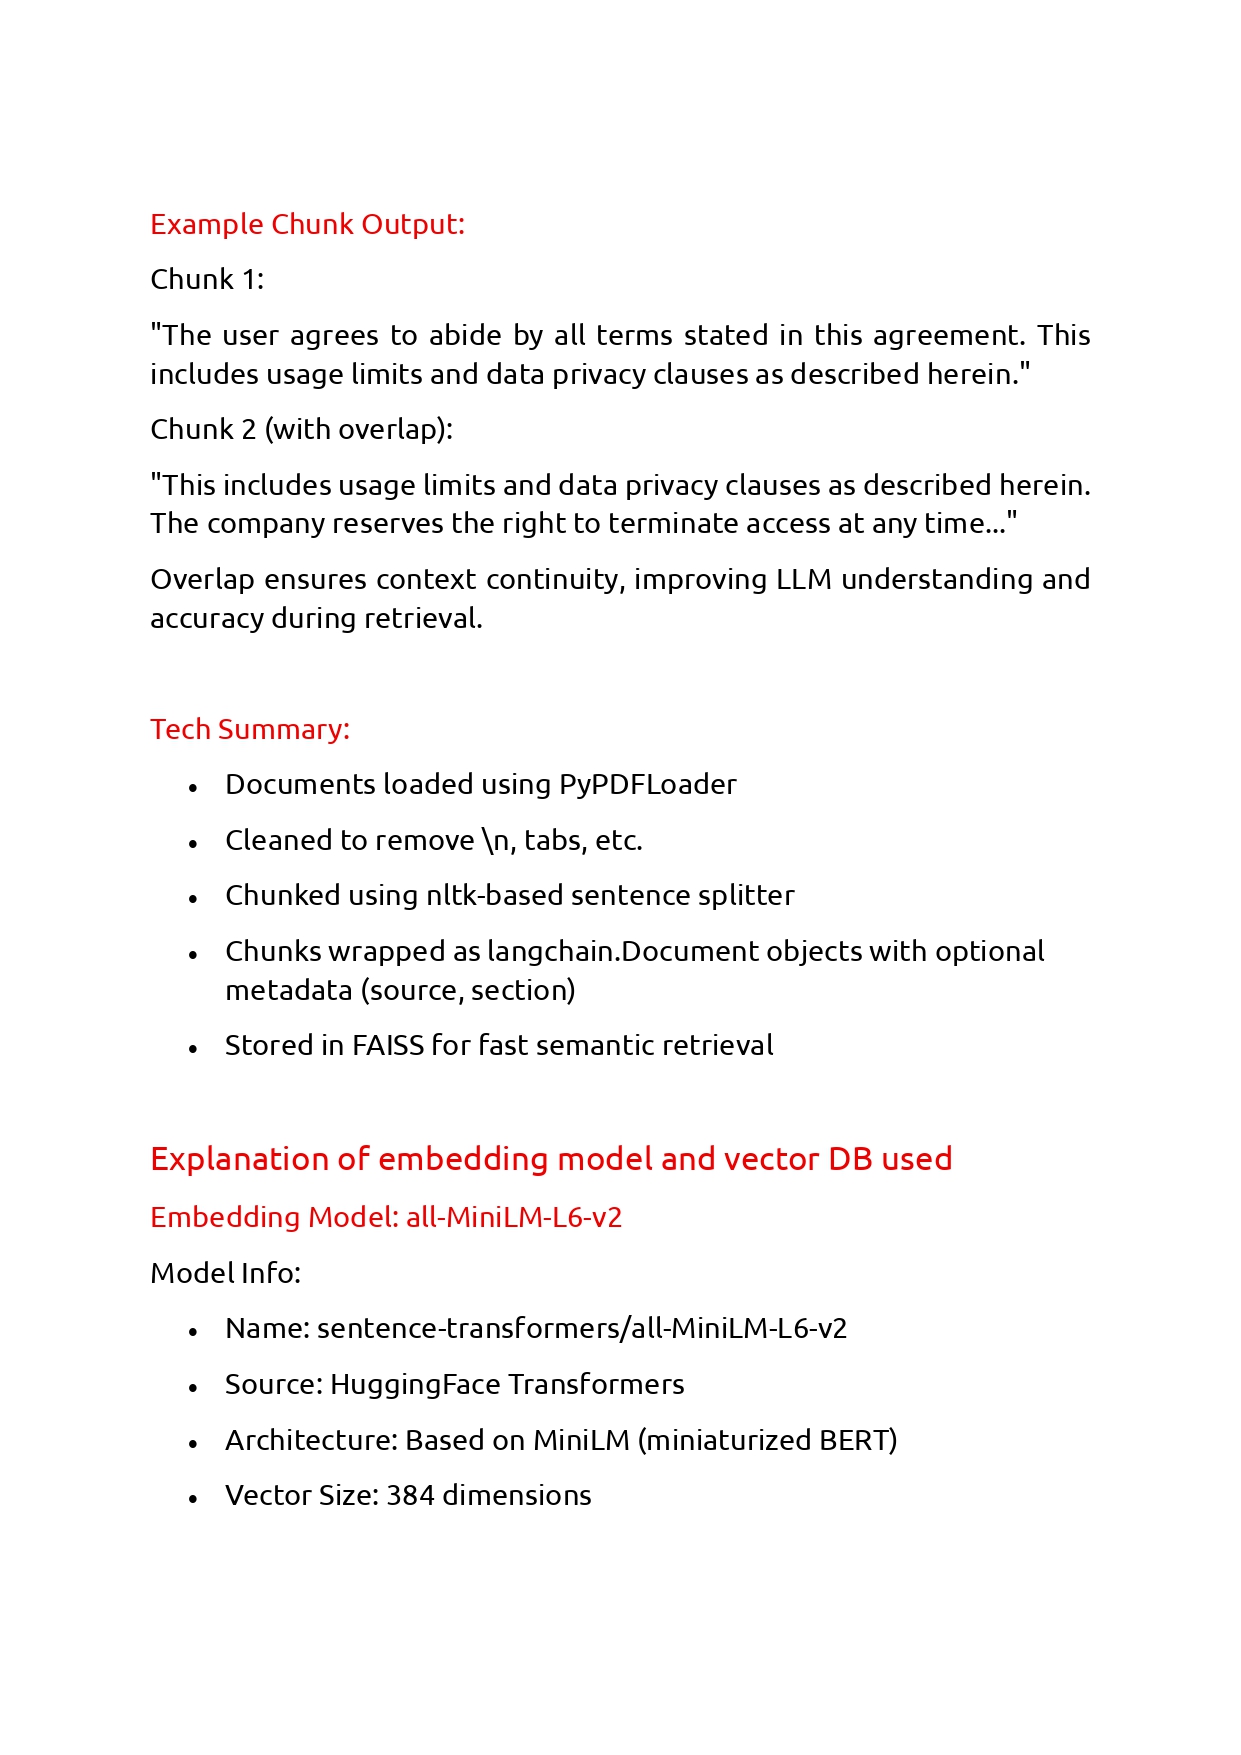 Example Chunk Output:
Chunk 1:
"The user agrees to abide by all terms stated in this agreement. This
includes usage limits and data privacy clauses as described herein."
Chunk 2 (with overlap):
"This includes usage limits and data privacy clauses as described herein.
The company reserves the right to terminate access at any time..."
Overlap ensures context continuity, improving LLM understanding and
accuracy during retrieval.
Tech Summary:
• Documents loaded using PyPDFLoader
• Cleaned to remove \n, tabs, etc.
• Chunked using nltk-based sentence splitter
• Chunks wrapped as langchain.Document objects with optional
metadata (source, section)
• Stored in FAISS for fast semantic retrieval
Explanation of embedding model and vector DB used
Embedding Model: all-MiniLM-L6-v2
Model Info:
• Name: sentence-transformers/all-MiniLM-L6-v2
• Source: HuggingFace Transformers
• Architecture: Based on MiniLM (miniaturized BERT)
• Vector Size: 384 dimensions